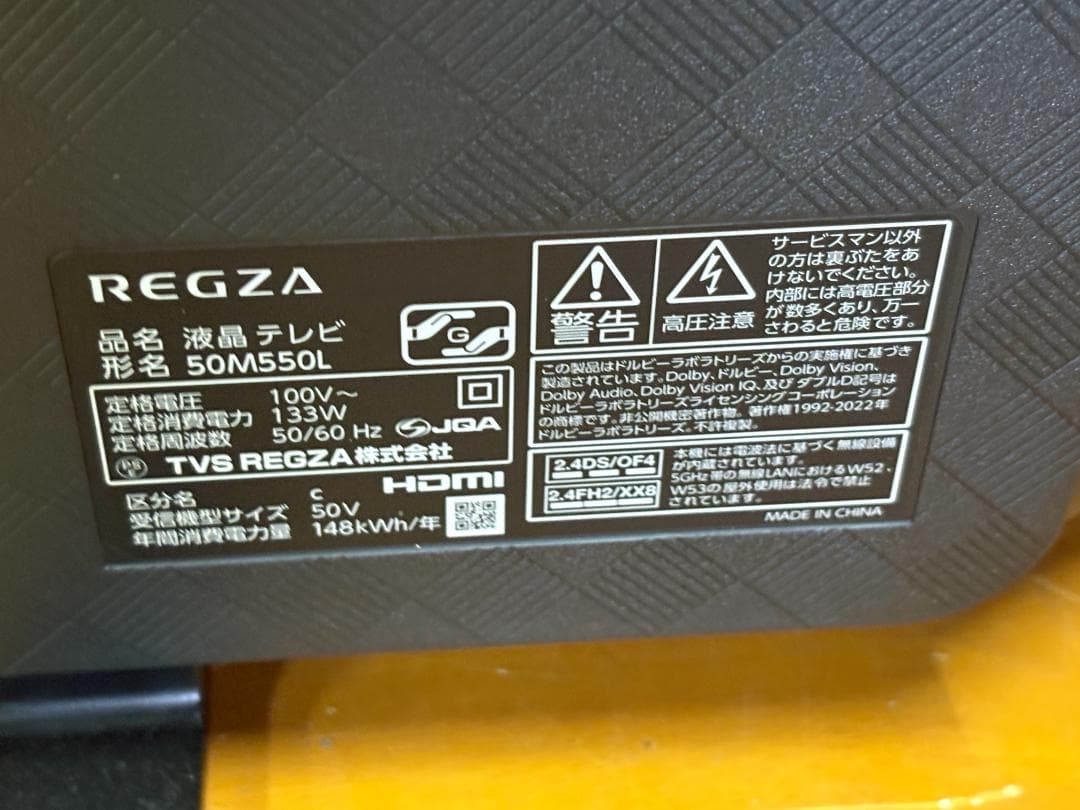 REGZA
品名 液晶 テレビ
形名 50M550L
G
定格電圧 100V～
定格消費電力 133W
定格周波数 50/60 Hz
JQA
PS E TVS REGZA株式会社
HDMI
区分名 C
受信機型サイズ 50V
年間消費電力量 148kWh/年
警告
高圧注意
サービスマン以外
の方は裏ぶたをあ
けないでください。
内部には高電圧部分
が数多くあり、万一
さわると危険です。
この製品はドルビーラボラトリーズからの実施権に基づき
製造されています。Dolby、ドルビー、Dolby Vision、
Dolby Audio、Dolby Vision IQ、及び ダブルD記号は
ドルビーラボラトリーズライセンシングコーポレーション
の商標です。非公開機密著作物。著作権1992-2022年
ドルビーラボラトリーズ。不許複製。
2.4DS/OF4
2.4FH2/XX8
本機には電波法に基づく無線設備
が内蔵されています。
5GHz 帯の無線LANにおけるW52、
W53の屋外使用は法令で禁止
されています。
MADE IN CHINA